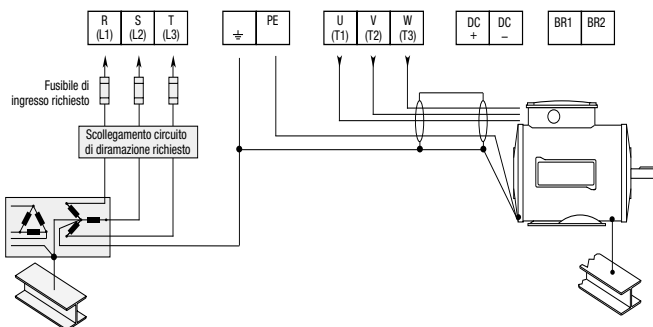 R S T
(L1) (L2) (L3)
⏚ PE
U V W
(T1) (T2) (T3)
DC DC
+ –
BR1 BR2
Fusibile di
ingresso richiesto
Scollegamento circuito
di diramazione richiesto